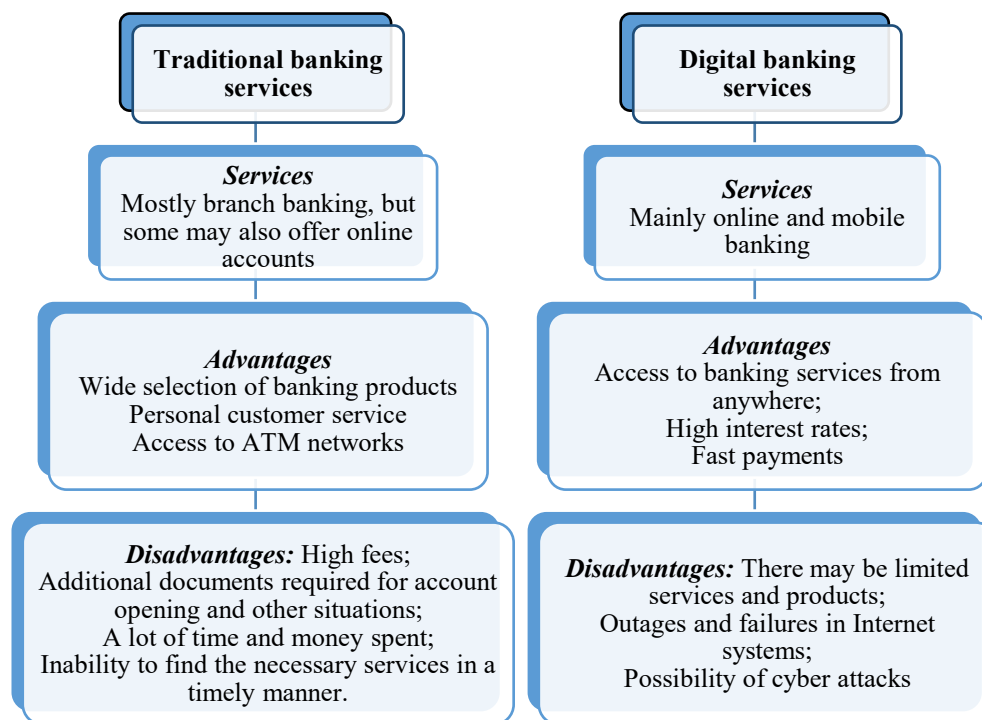 Traditional banking
services
Services
Mostly branch banking, but
some may also offer online
accounts
Advantages
Wide selection of banking products
Personal customer service
Access to ATM networks
Disadvantages: High fees;
Additional documents required for account
opening and other situations;
A lot of time and money spent;
Inability to find the necessary services in a
timely manner.
Digital banking
services
Services
Mainly online and mobile
banking
Advantages
Access to banking services from
anywhere;
High interest rates;
Fast payments
Disadvantages: There may be limited
services and products;
Outages and failures in Internet
systems;
Possibility of cyber attacks